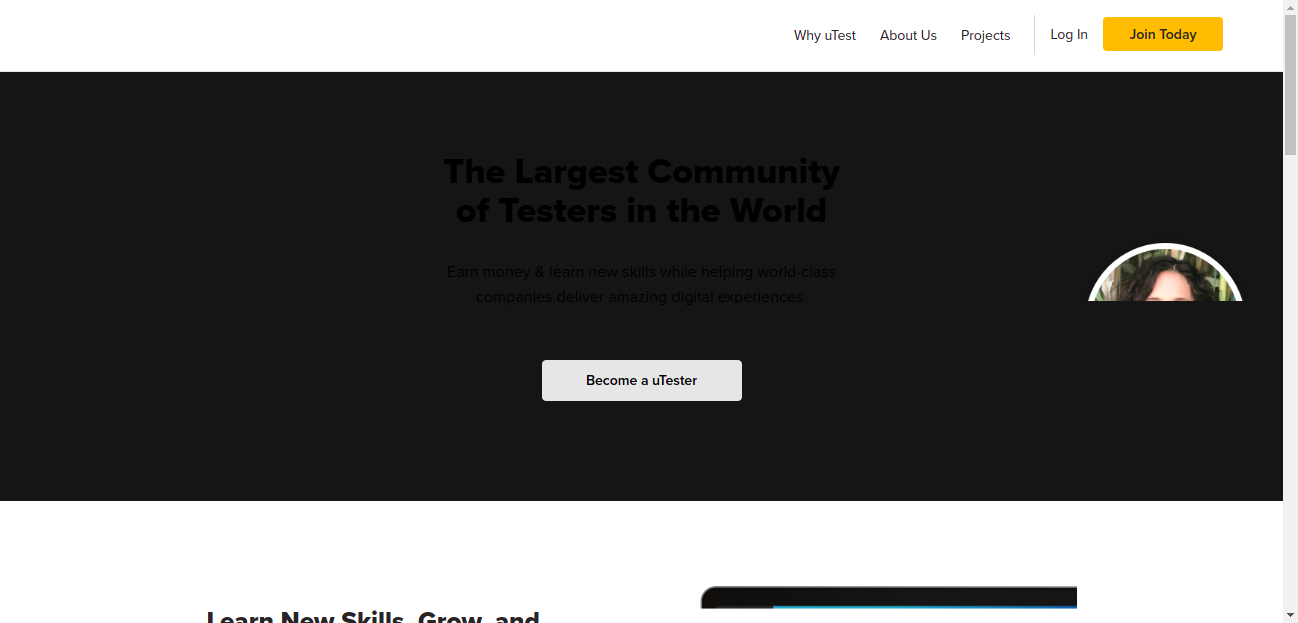 Why uTest
About Us
Projects
Log In
Join Today
The Largest Community
of Testers in the World
Earn money & learn new skills while helping world-class
companies deliver amazing digital experiences.
Become a uTester
Learn New Skills, Grow, and